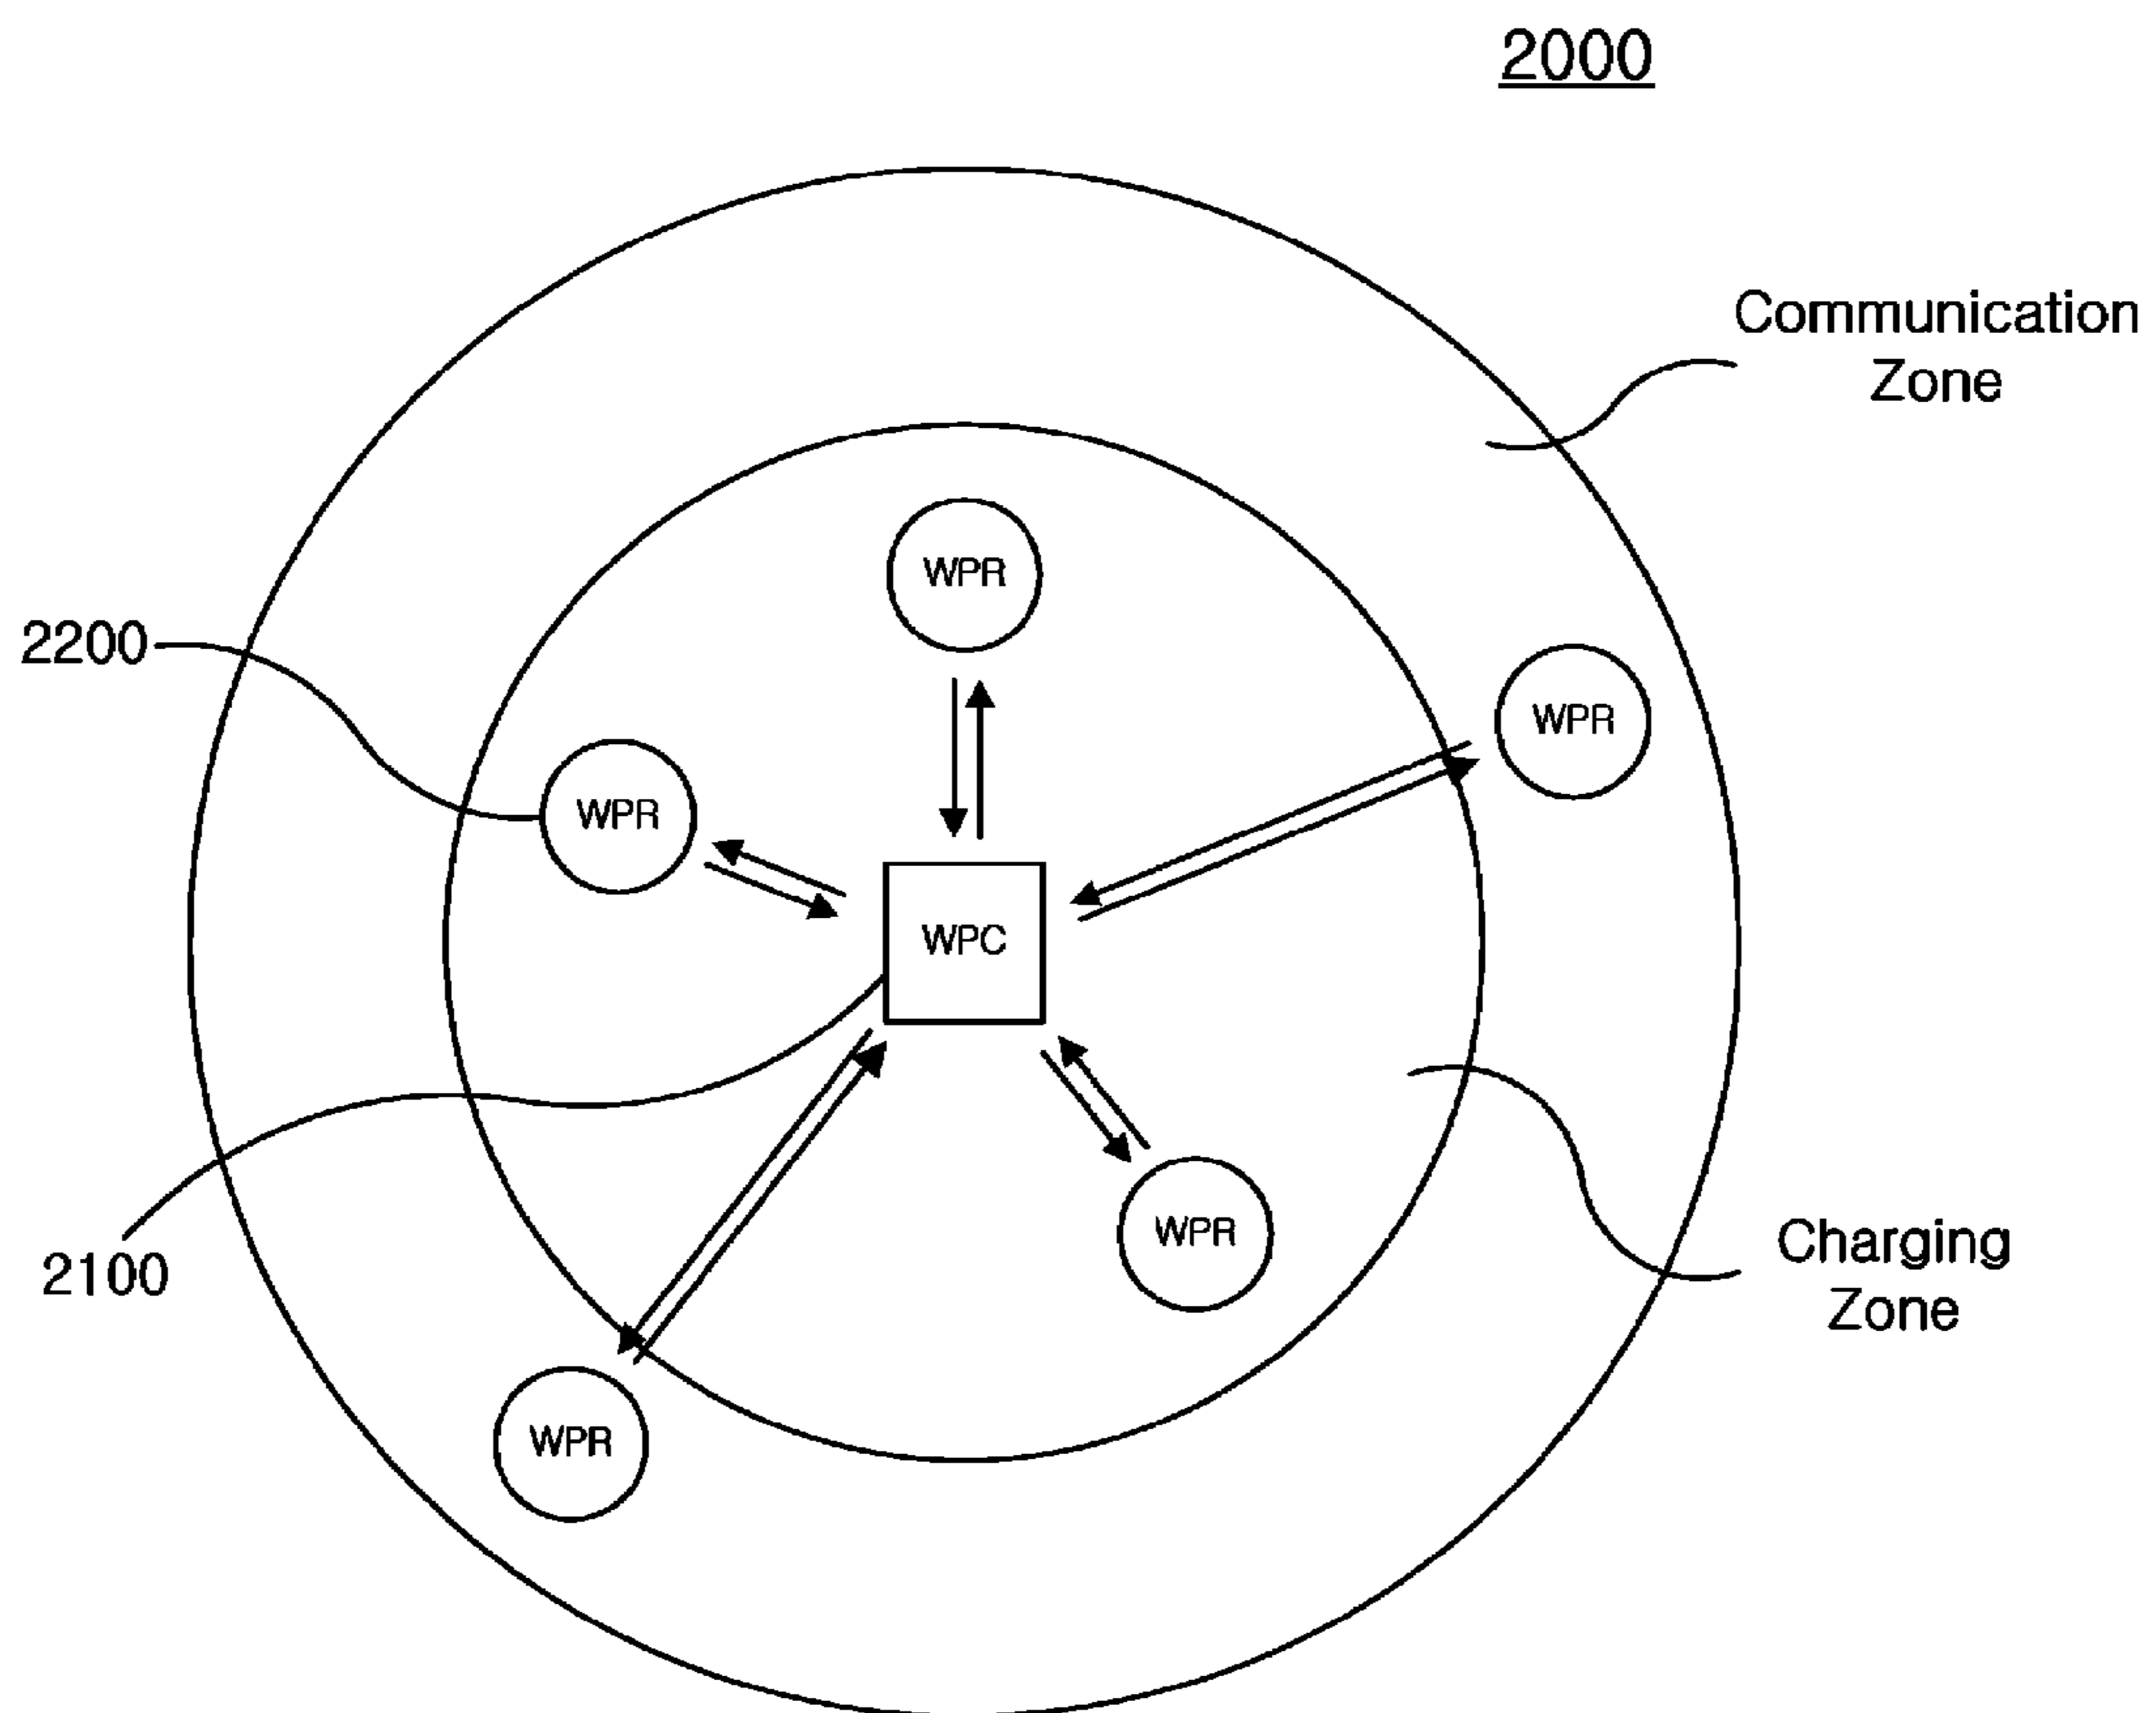 2000
Communication
Zone
WPR
2200
WPR
WPR
WPC
2100
WPR
Charging
Zone
WPR